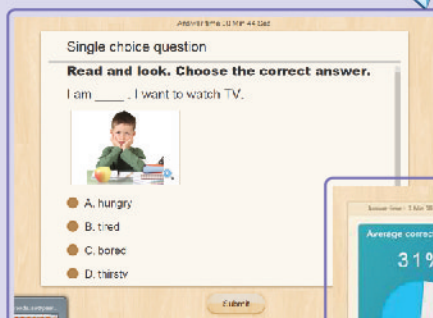 Single choice question
Read and look. Choose the correct answer.
I am ____ . I want to watch TV.
A. hungry
B. tired
C. bored
D. thirsty
Submit
Average correct
31%